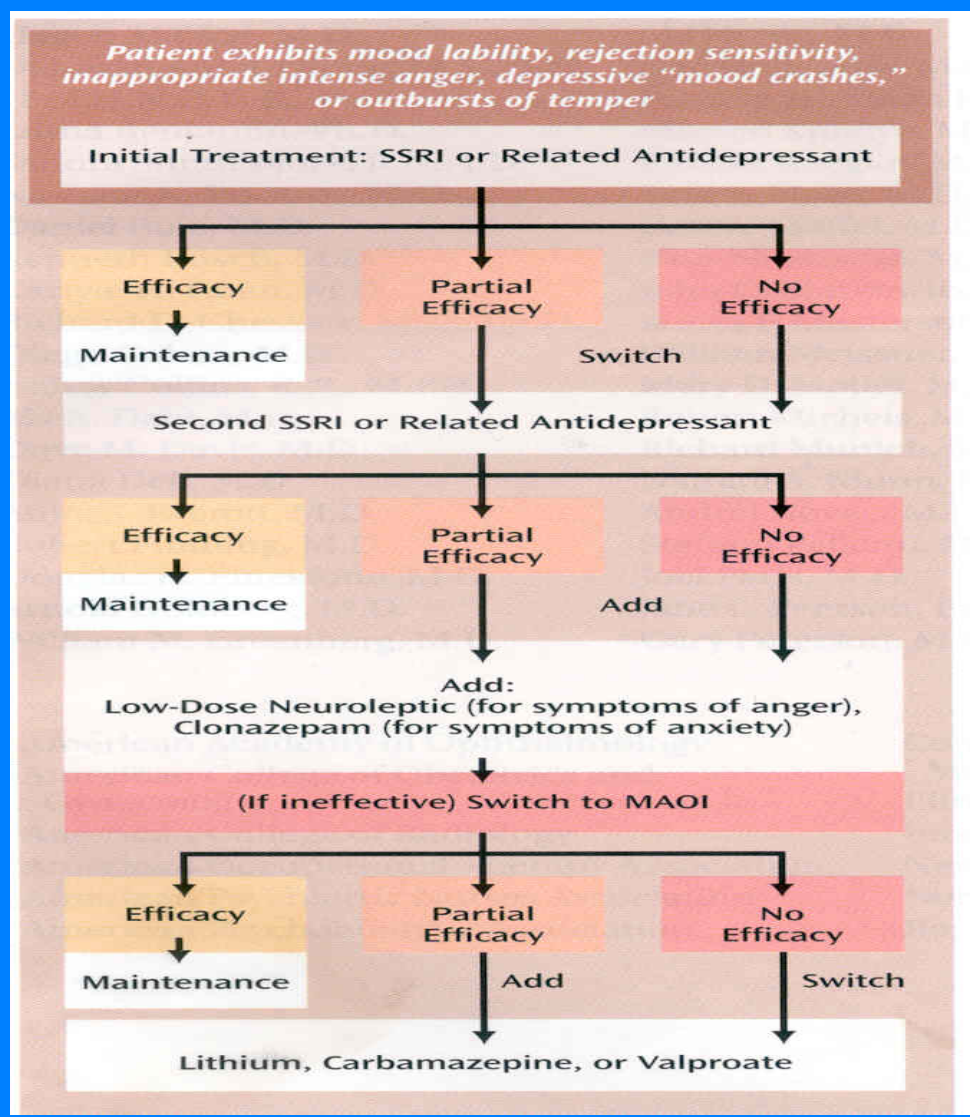 Patient exhibits mood lability, rejection sensitivity,
inappropriate intense anger, depressive “mood crashes,”
or outbursts of temper
Initial Treatment: SSRI or Related Antidepressant
Efficacy
Partial
Efficacy
No
Efficacy
Maintenance
Switch
Second SSRI or Related Antidepressant
Efficacy
Partial
Efficacy
No
Efficacy
Maintenance
Add
Add:
Low-Dose Neuroleptic (for symptoms of anger),
Clonazepam (for symptoms of anxiety)
(If ineffective) Switch to MAOI
Efficacy
Partial
Efficacy
No
Efficacy
Maintenance
Add
Switch
Lithium, Carbamazepine, or Valproate